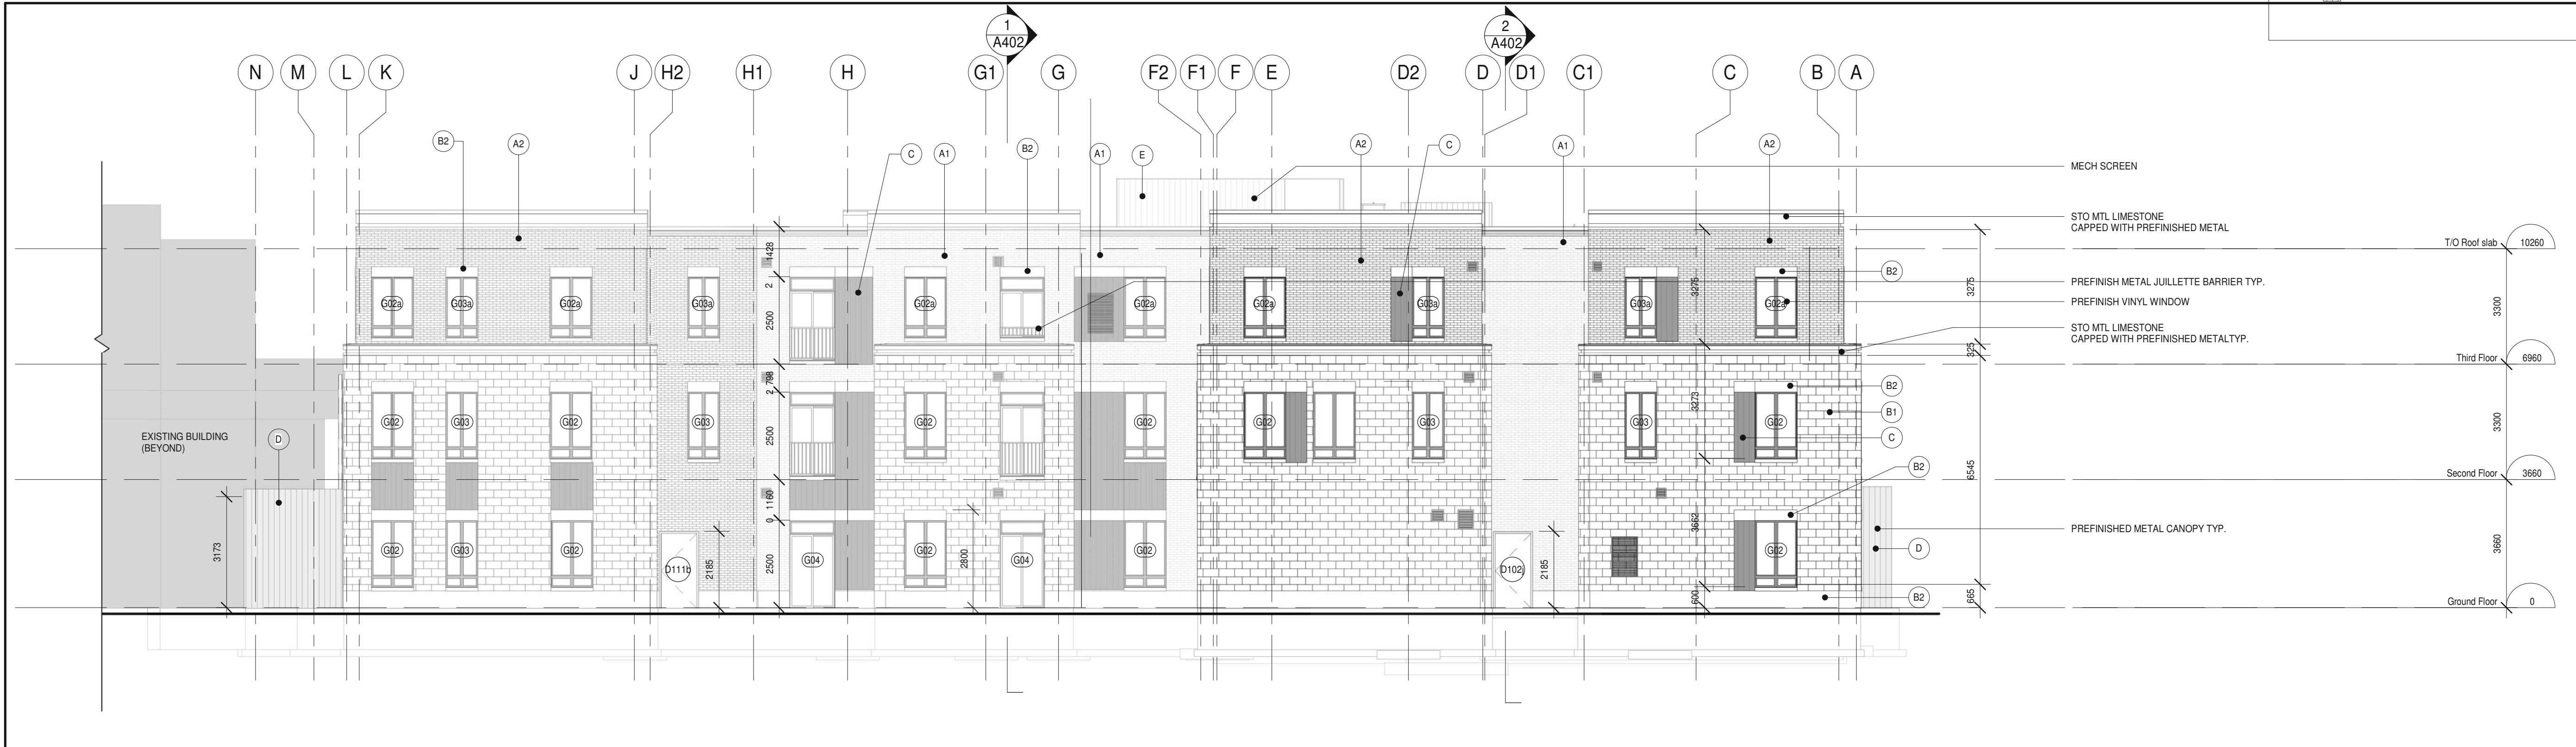 1
A402
2
A402
N M L K J H2 H1 H G1 G F2 F1 F E D2 D D1 C1 C B A
B2 A2 C A1 B2 A1 E A2 C A1 A2
MECH SCREEN
STO MTL LIMESTONE
CAPPED WITH PREFINISHED METAL
T/O Roof slab 10260
B2
PREFINISH METAL JUILLETTE BARRIER TYP.
PREFINISH VINYL WINDOW
STO MTL LIMESTONE
CAPPED WITH PREFINISHED METALTYP.
Third Floor 6960
1428
2
2500
798
2
2500
1160
0
2500
3275
3275
3300
325
3273
3300
6545
3662
3660
600
665
G02a G03a G02a G03a G02a G02a G02a G03a G03a G02a
G02 G03 G02 G03 G02 G02 G02 G03 G03 G02
B2
B1
C
EXISTING BUILDING
(BEYOND)
D
Second Floor 3660
B2
PREFINISHED METAL CANOPY TYP.
D
G02 G03 G02 G04 G02 G04 G02 G02
D111b
D102j
3173
2185
2800
2185
B2
Ground Floor 0